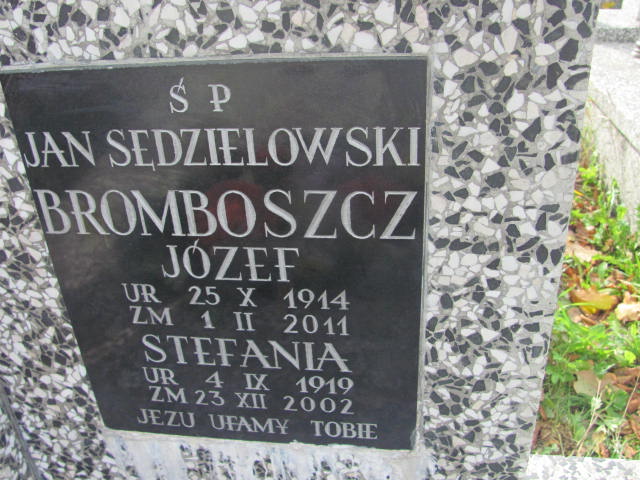 Ś P
JAN SĘDZIELOWSKI
BROMBOSZCZ
JÓZEF
UR 25 X 1914
ZM 1 II 2011
STEFANIA
UR 4 IX 1919
ZM 23 XII 2002
JEZU UFAMY TOBIE